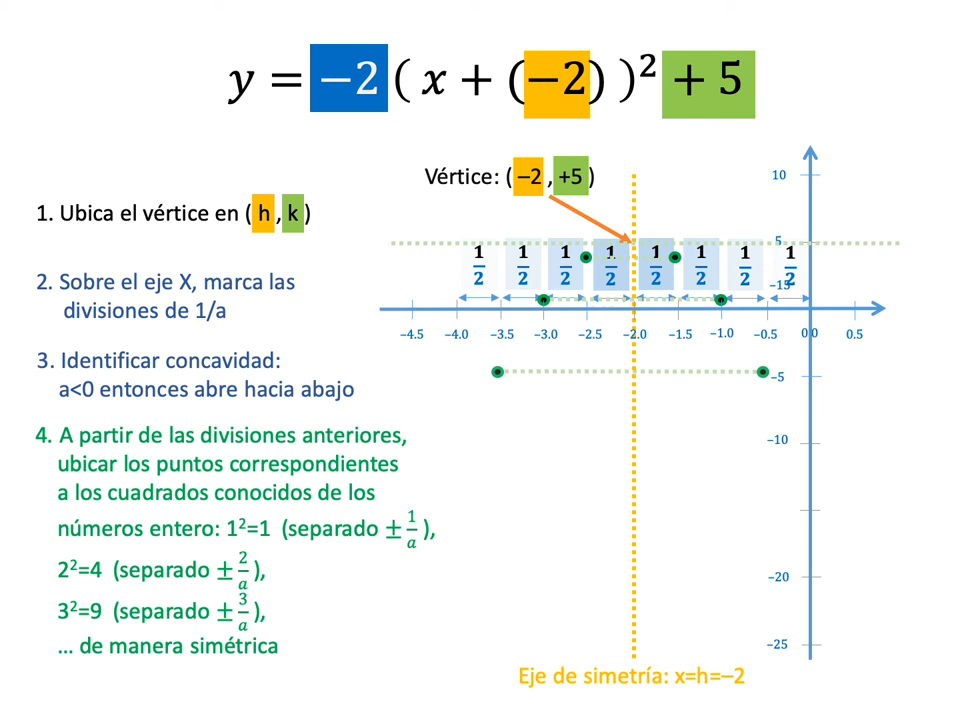 y = −2 ( x + (−2) )² + 5
Vértice: ( −2 , +5 )
1. Ubica el vértice en ( h , k )
2. Sobre el eje X, marca las
divisiones de 1/a
3. Identificar concavidad:
a<0 entonces abre hacia abajo
4. A partir de las divisiones anteriores,
ubicar los puntos correspondientes
a los cuadrados conocidos de los
números entero: 1²=1 (separado ± 1/a ),
2²=4 (separado ± 2/a ),
3²=9 (separado ± 3/a ),
... de manera simétrica
10
5
1/2 1/2 1/2 1/2 1/2 1/2 1/2 1/2
−4.5 −4.0 −3.5 −3.0 −2.5 −2.0 −1.5 −1.0 −0.5 0.0 0.5
−5
−10
−20
−25
Eje de simetría: x=h=−2